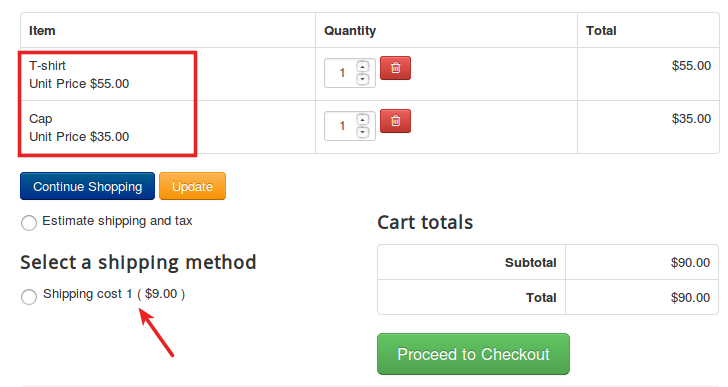 Item Quantity Total
T-shirt
Unit Price $55.00
1 $55.00
Cap
Unit Price $35.00
1 $35.00
Continue Shopping Update
Estimate shipping and tax
Select a shipping method
Shipping cost 1 ( $9.00 )
Cart totals
Subtotal $90.00
Total $90.00
Proceed to Checkout